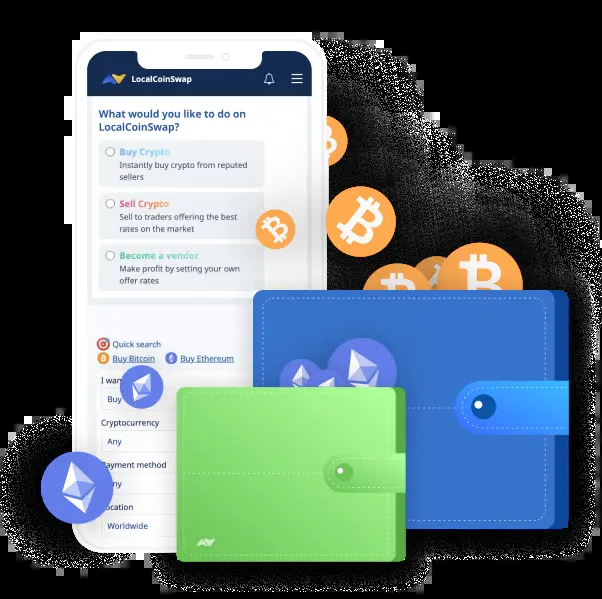 LocalCoinSwap
What would you like to do on
LocalCoinSwap?
Buy Crypto
Instantly buy crypto from reputed
sellers
Sell Crypto
Sell to traders offering the best
rates on the market
Become a vendor
Make profit by setting your own
offer rates
Quick search
Buy Bitcoin Buy Ethereum
I
Buy
Cryptocurrency
Any
Payment method
ny
ocation
Worldwide